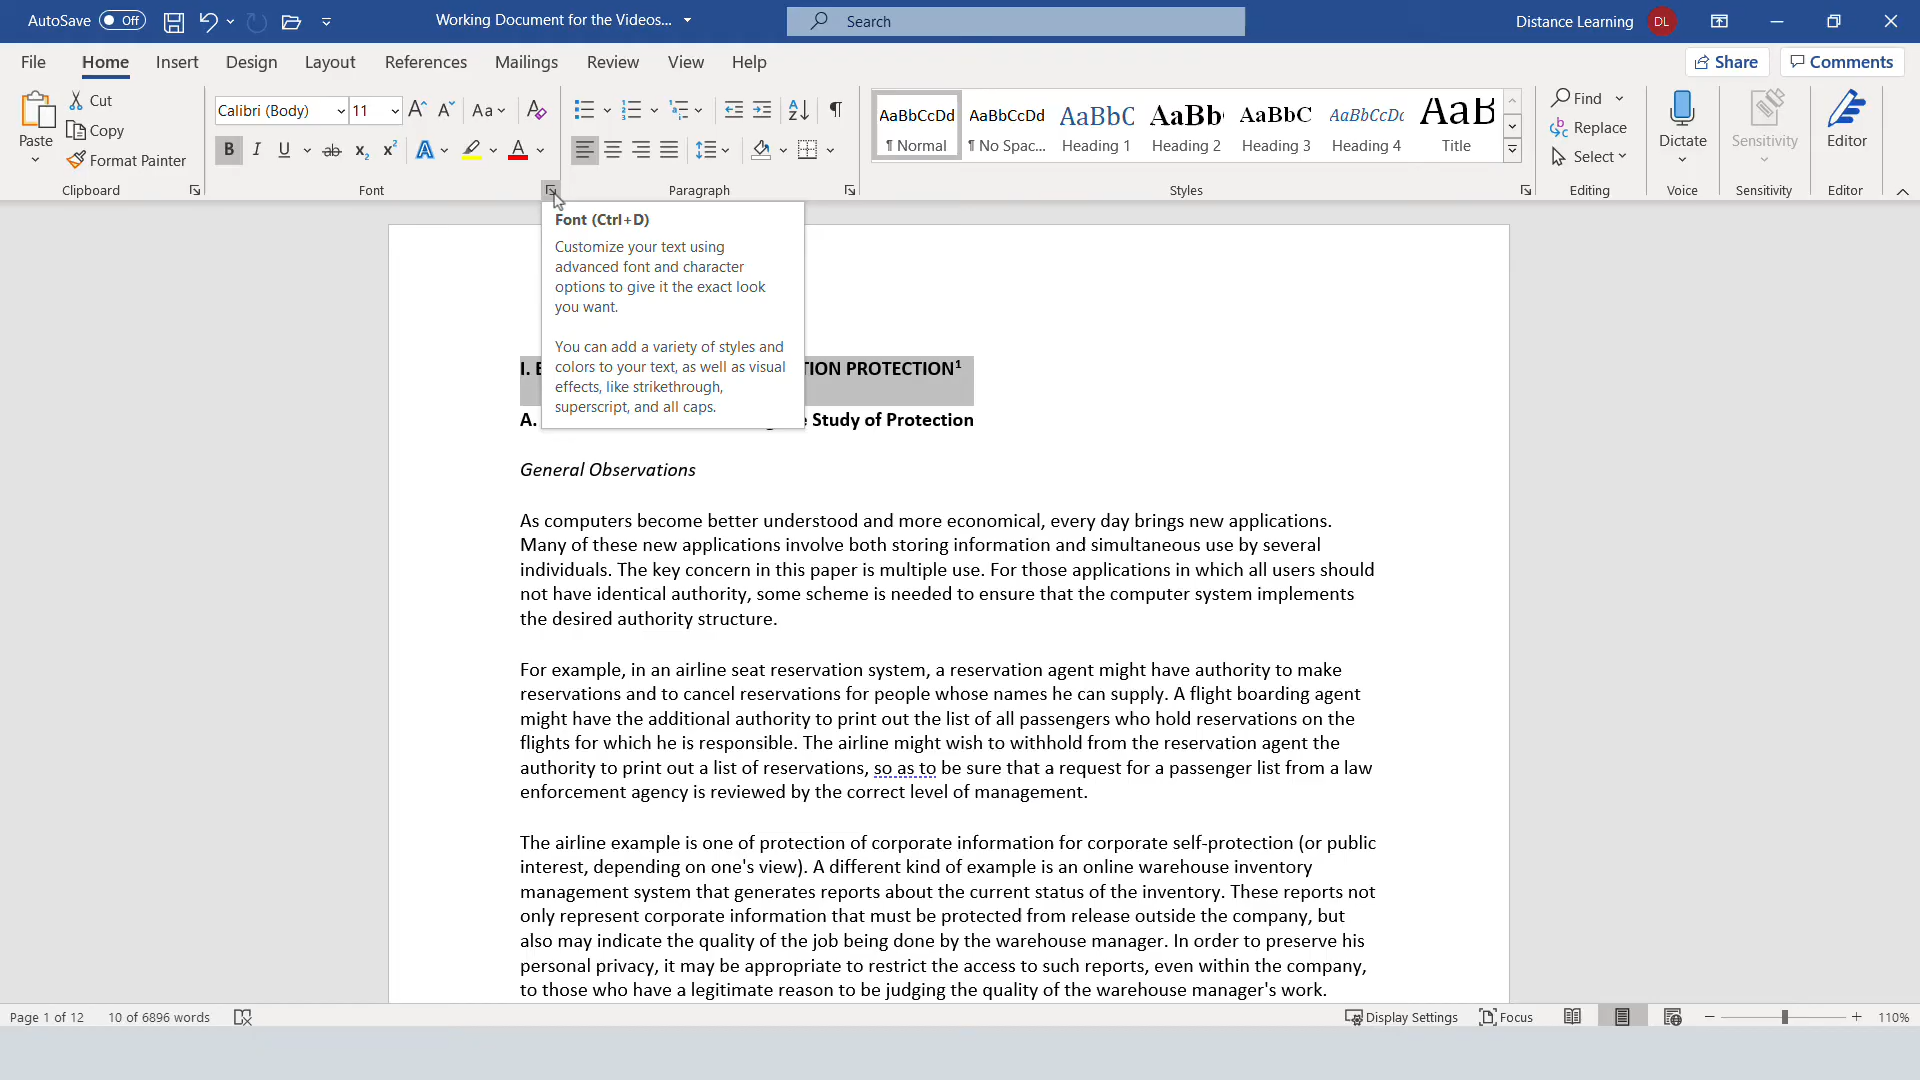 AutoSave Off Working Document for the Videos... Search Distance Learning DL
File Home Insert Design Layout References Mailings Review View Help Share Comments
Paste
Cut
Copy
Format Painter
Clipboard
Calibri (Body) 11
Font
Paragraph
AaBbCcDd AaBbCcDd AaBbC AaBb AaBbC AaBbCcDc AaB
¶ Normal ¶ No Spac... Heading 1 Heading 2 Heading 3 Heading 4 Title
Styles
Find
Replace
Select
Editing
Dictate
Voice
Sensitivity
Sensitivity
Editor
Editor
Font (Ctrl+D)
Customize your text using
advanced font and character
options to give it the exact look
you want.
You can add a variety of styles and
colors to your text, as well as visual
effects, like strikethrough,
superscript, and all caps.
I. TION PROTECTION¹
A. Study of Protection
General Observations
As computers become better understood and more economical, every day brings new applications.
Many of these new applications involve both storing information and simultaneous use by several
individuals. The key concern in this paper is multiple use. For those applications in which all users should
not have identical authority, some scheme is needed to ensure that the computer system implements
the desired authority structure.
For example, in an airline seat reservation system, a reservation agent might have authority to make
reservations and to cancel reservations for people whose names he can supply. A flight boarding agent
might have the additional authority to print out the list of all passengers who hold reservations on the
flights for which he is responsible. The airline might wish to withhold from the reservation agent the
authority to print out a list of reservations, so as to be sure that a request for a passenger list from a law
enforcement agency is reviewed by the correct level of management.
The airline example is one of protection of corporate information for corporate self-protection (or public
interest, depending on one's view). A different kind of example is an online warehouse inventory
management system that generates reports about the current status of the inventory. These reports not
only represent corporate information that must be protected from release outside the company, but
also may indicate the quality of the job being done by the warehouse manager. In order to preserve his
personal privacy, it may be appropriate to restrict the access to such reports, even within the company,
to those who have a legitimate reason to be judging the quality of the warehouse manager's work.
Page 1 of 12 10 of 6896 words Display Settings Focus 110%